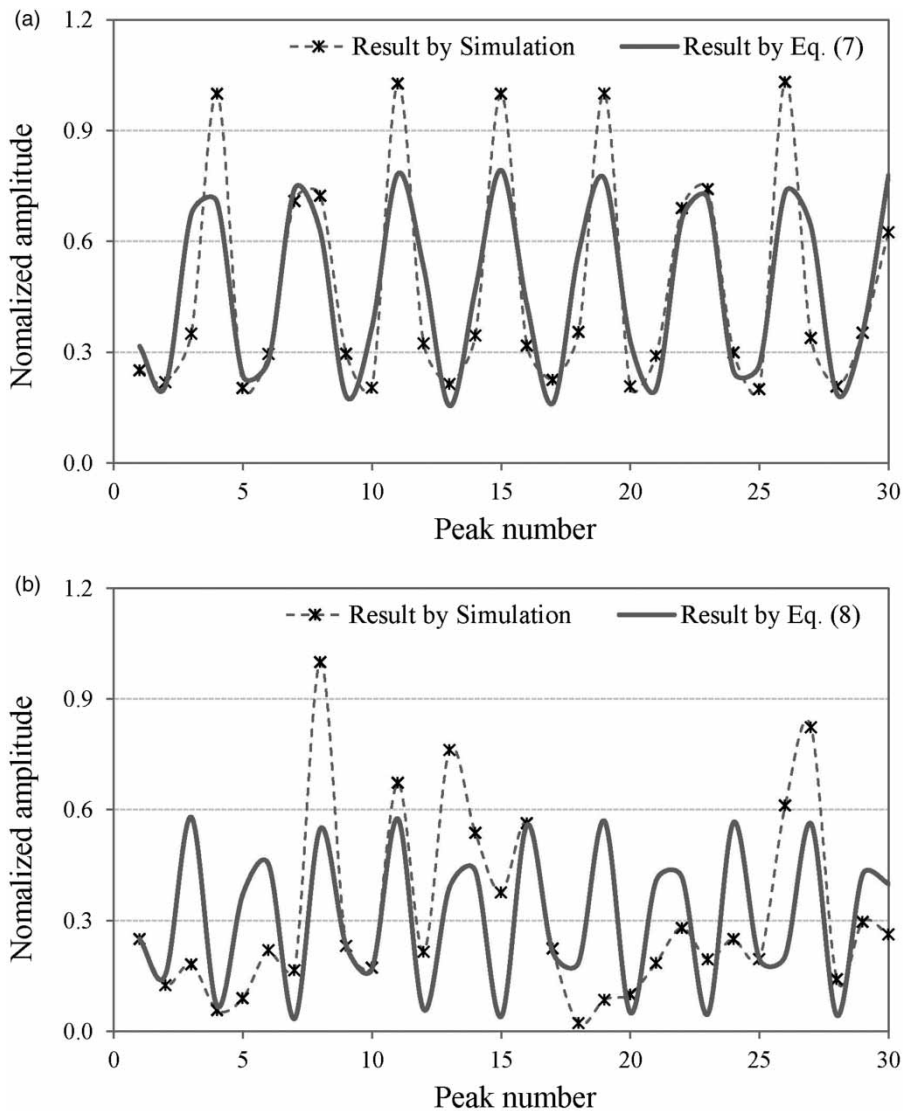 (a)
1.2
Result by Simulation Result by Eq. (7)
0.9
0.6
0.3
0.0
Nomalized amplitude
0 5 10 15 20 25 30
Peak number
(b)
1.2
Result by Simulation Result by Eq. (8)
0.9
0.6
0.3
0.0
Nomalized amplitude
0 5 10 15 20 25 30
Peak number